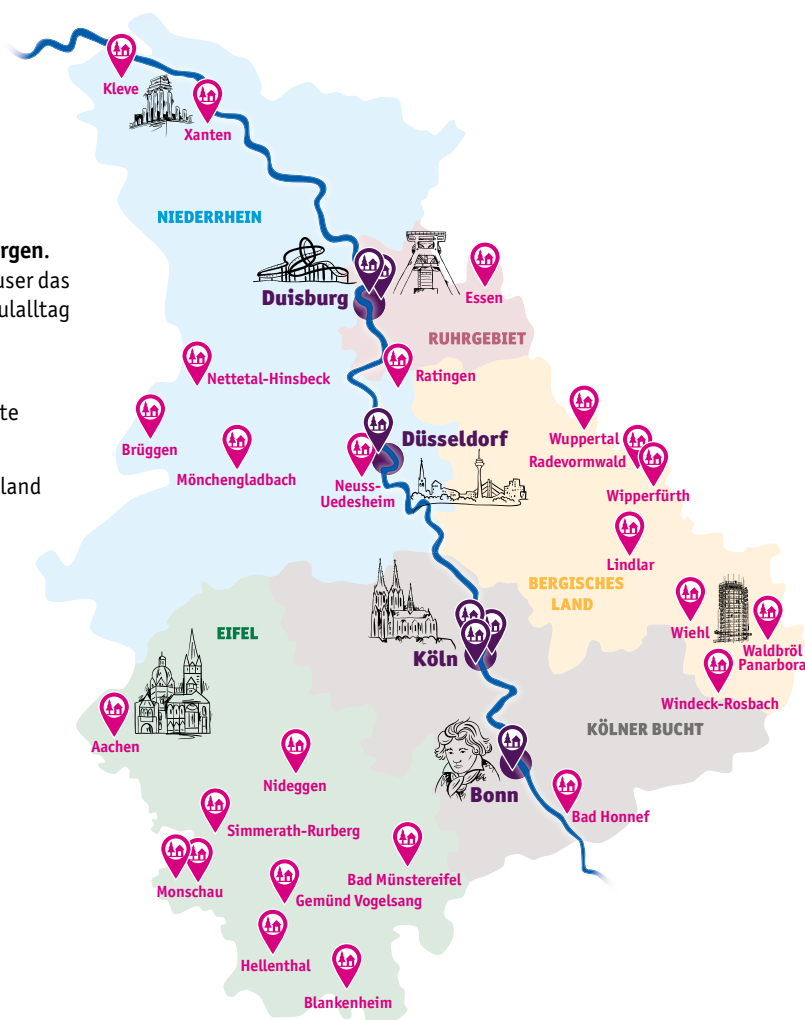 Kleve
Xanten
NIEDERRHEIN
rgen.
user das
ulalltag
te
land
Duisburg
Essen
RUHRGEBIET
Nettetal-Hinsbeck
Ratingen
Brüggen
Mönchengladbach
Düsseldorf
Neuss-
Uedesheim
Wuppertal
Radevormwald
Wipperfürth
Lindlar
BERGISCHES
LAND
EIFEL
Köln
Wiehl
Waldbröl
Panarbora
Windeck-Rosbach
KÖLNER BUCHT
Aachen
Nideggen
Bonn
Bad Honnef
Simmerath-Rurberg
Monschau
Bad Münstereifel
Gemünd Vogelsang
Hellenthal
Blankenheim